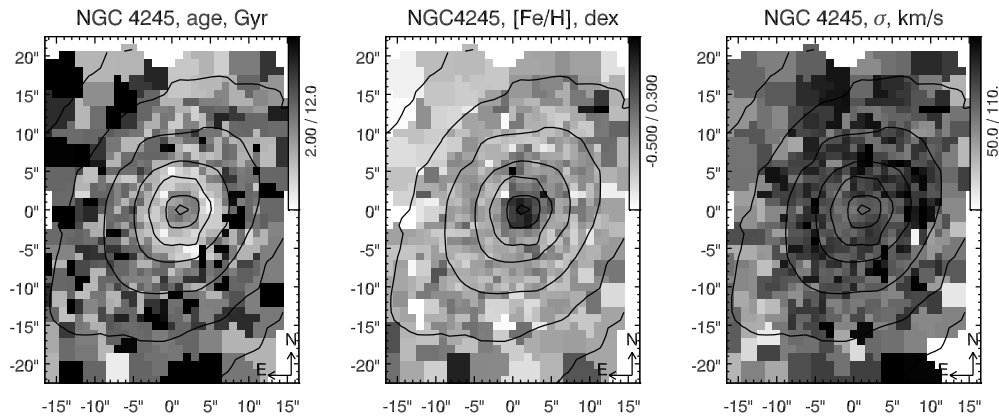 NGC 4245, age, Gyr
NGC4245, [Fe/H], dex
NGC 4245, σ, km/s
20"
15"
10"
5"
0"
-5"
-10"
-15"
-20"
-15" -10" -5" 0" 5" 10" 15"
2.00 / 12.0
N
E
20"
15"
10"
5"
0"
-5"
-10"
-15"
-20"
-15" -10" -5" 0" 5" 10" 15"
-0.500 / 0.300
N
E
20"
15"
10"
5"
0"
-5"
-10"
-15"
-20"
-15" -10" -5" 0" 5" 10" 15"
50.0 / 110.
N
E